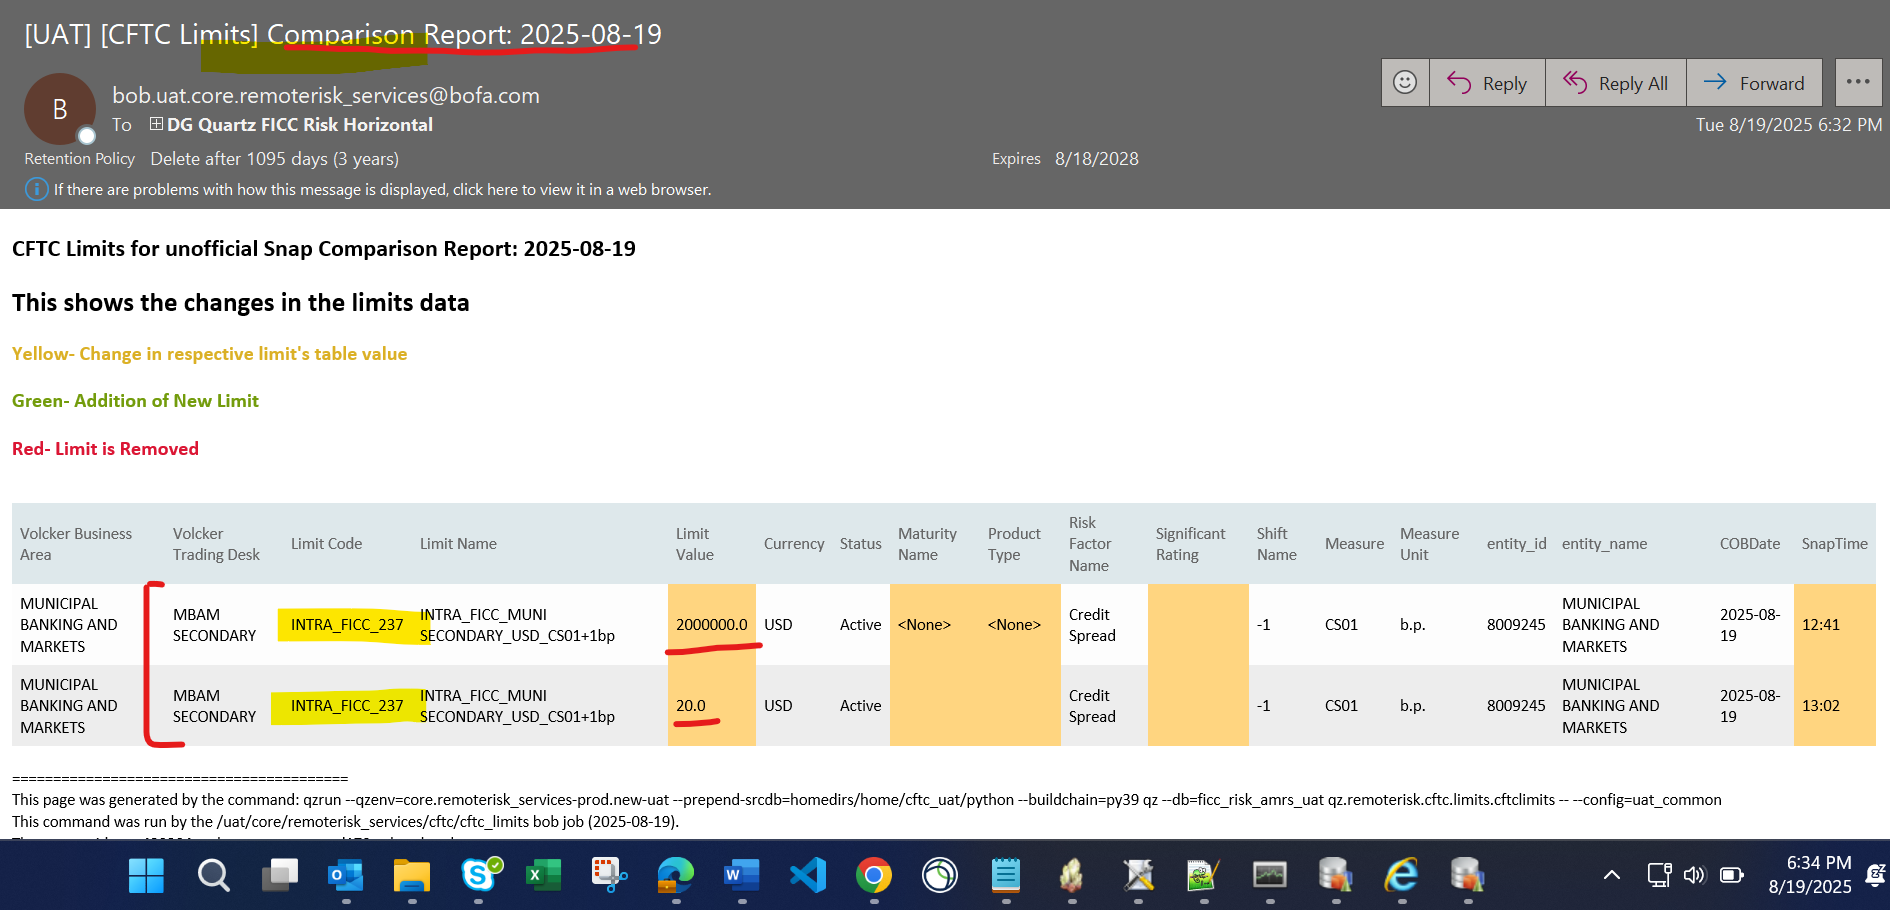 [UAT] [CFTC Limits] Comparison Report: 2025-08-19
B
bob.uat.core.remoterisk_services@bofa.com
To DG Quartz FICC Risk Horizontal
Reply
Reply All
Forward
Tue 8/19/2025 6:32 PM
Retention Policy Delete after 1095 days (3 years)
Expires 8/18/2028
If there are problems with how this message is displayed, click here to view it in a web browser.
CFTC Limits for unofficial Snap Comparison Report: 2025-08-19
This shows the changes in the limits data
Yellow- Change in respective limit's table value
Green- Addition of New Limit
Red- Limit is Removed
Volcker Business Area Volcker Trading Desk Limit Code Limit Name Limit Value Currency Status Maturity Name Product Type Risk Factor Name Significant Rating Shift Name Measure Measure Unit entity_id entity_name COBDate SnapTime
MUNICIPAL BANKING AND MARKETS MBAM SECONDARY INTRA_FICC_237 INTRA_FICC_MUNI SECONDARY_USD_CS01+1bp 2000000.0 USD Active <None> <None> Credit Spread -1 CS01 b.p. 8009245 MUNICIPAL BANKING AND MARKETS 2025-08-19 12:41
MUNICIPAL BANKING AND MARKETS MBAM SECONDARY INTRA_FICC_237 INTRA_FICC_MUNI SECONDARY_USD_CS01+1bp 20.0 USD Active Credit Spread -1 CS01 b.p. 8009245 MUNICIPAL BANKING AND MARKETS 2025-08-19 13:02
=========================================
This page was generated by the command: qzrun --qzenv=core.remoterisk_services-prod.new-uat --prepend-srcdb=homedirs/home/cftc_uat/python --buildchain=py39 qz --db=ficc_risk_amrs_uat qz.remoterisk.cftc.limits.cftclimits -- --config=uat_common
This command was run by the /uat/core/remoterisk_services/cftc/cftc_limits bob job (2025-08-19).
6:34 PM
8/19/2025